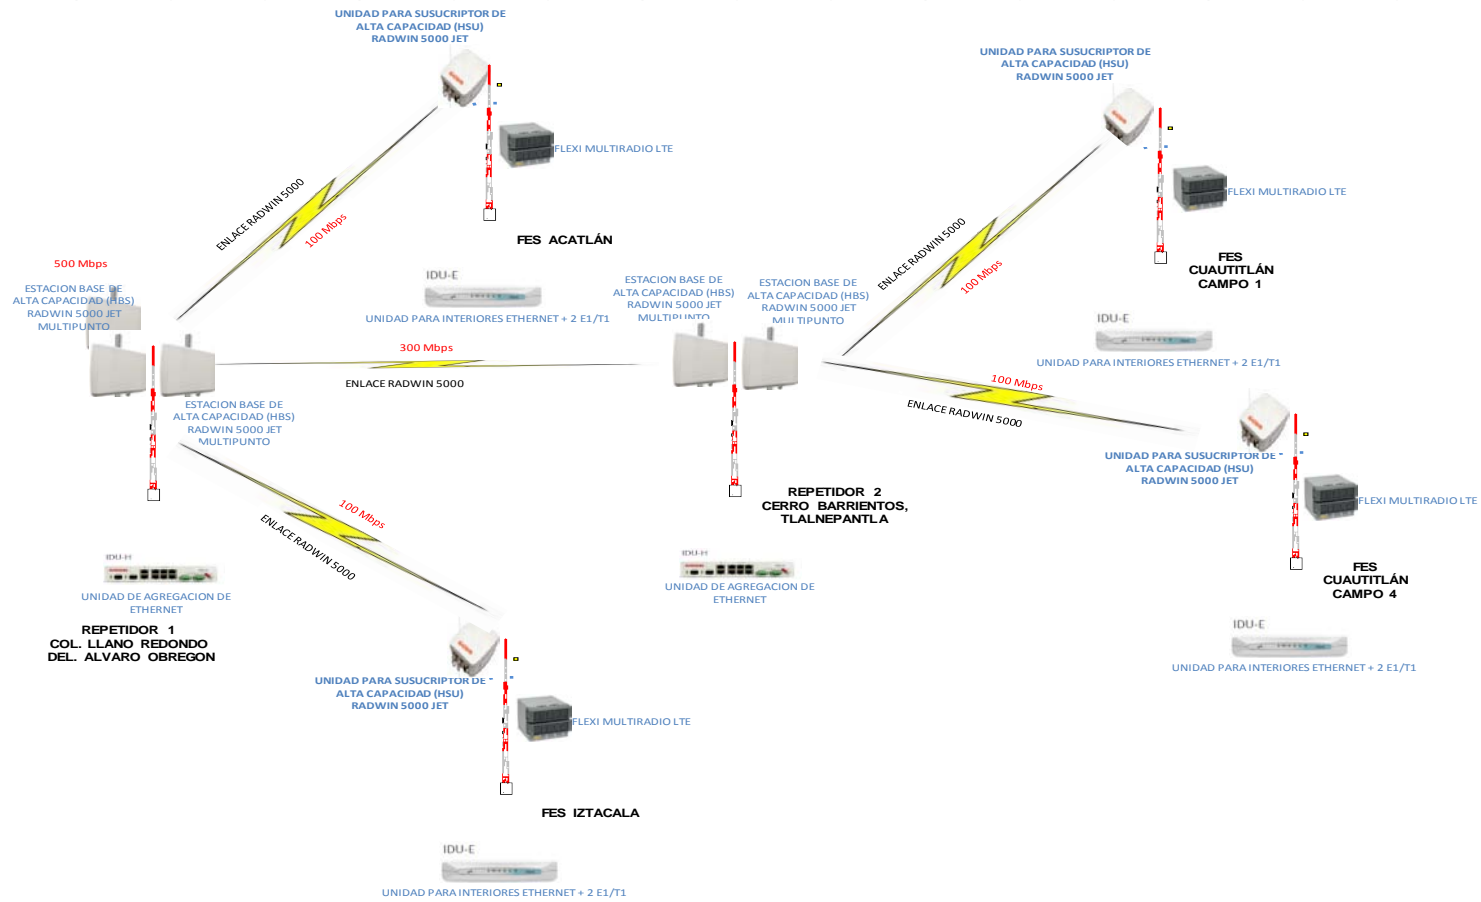 UNIDAD PARA SUSUCRIPTOR DE
ALTA CAPACIDAD (HSU)
RADWIN 5000 JET
FLEXI MULTIRADIO LTE
ENLACE RADWIN 5000
100 Mbps
FES ACATLÁN
UNIDAD PARA SUSUCRIPTOR DE
ALTA CAPACIDAD (HSU)
RADWIN 5000 JET
FLEXI MULTIRADIO LTE
ENLACE RADWIN 5000
100 Mbps
FES
CUAUTITLÁN
CAMPO 1
500 Mbps
ESTACION BASE DE
ALTA CAPACIDAD (HBS)
RADWIN 5000 JET
MULTIPUNTO
IDU-E
UNIDAD PARA INTERIORES ETHERNET + 2 E1/T1
ESTACION BASE DE
ALTA CAPACIDAD (HBS)
RADWIN 5000 JET
MULTIPUNTO
ESTACION BASE DE
ALTA CAPACIDAD (HBS)
RADWIN 5000 JET
MULTIPUNTO
IDU-E
UNIDAD PARA INTERIORES ETHERNET + 2 E1/T1
300 Mbps
ENLACE RADWIN 5000
100 Mbps
ENLACE RADWIN 5000
ESTACION BASE DE
ALTA CAPACIDAD (HBS)
RADWIN 5000 JET
MULTIPUNTO
UNIDAD PARA SUSUCRIPTOR DE
ALTA CAPACIDAD (HSU)
RADWIN 5000 JET
FLEXI MULTIRADIO LTE
REPETIDOR 2
CERRO BARRIENTOS,
TLALNEPANTLA
100 Mbps
ENLACE RADWIN 5000
IDU-H
UNIDAD DE AGREGACION DE
ETHERNET
IDU-H
UNIDAD DE AGREGACION DE
ETHERNET
FES
CUAUTITLÁN
CAMPO 4
REPETIDOR 1
COL. LLANO REDONDO
DEL. ALVARO OBREGON
IDU-E
UNIDAD PARA INTERIORES ETHERNET + 2 E1/T1
UNIDAD PARA SUSUCRIPTOR DE
ALTA CAPACIDAD (HSU)
RADWIN 5000 JET
FLEXI MULTIRADIO LTE
FES IZTACALA
IDU-E
UNIDAD PARA INTERIORES ETHERNET + 2 E1/T1